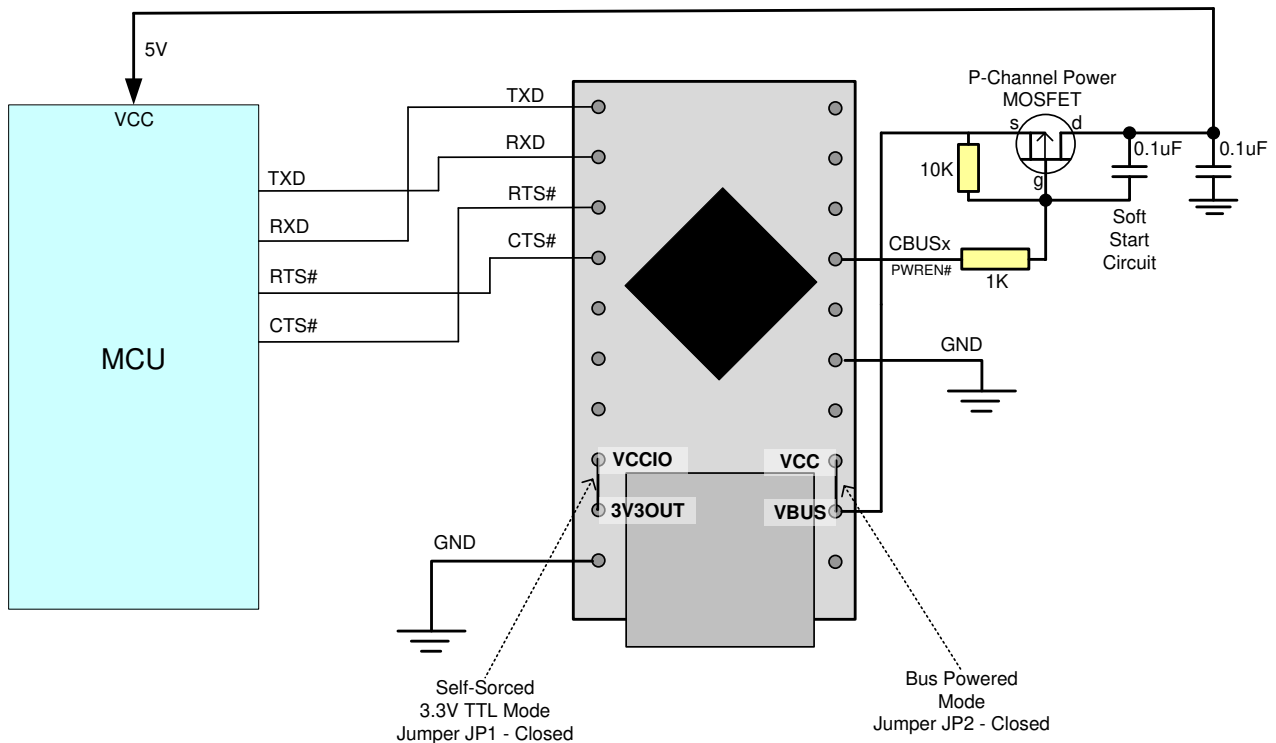 5V
VCC
MCU
TXD
RXD
RTS#
CTS#
TXD
RXD
RTS#
CTS#
VCCIO
3V3OUT
VCC
VBUS
GND
P-Channel Power
MOSFET
s
d
g
10K
0.1uF
0.1uF
Soft
Start
Circuit
CBUSx
PWREN#
1K
GND
Self-Sorced
3.3V TTL Mode
Jumper JP1 - Closed
Bus Powered
Mode
Jumper JP2 - Closed